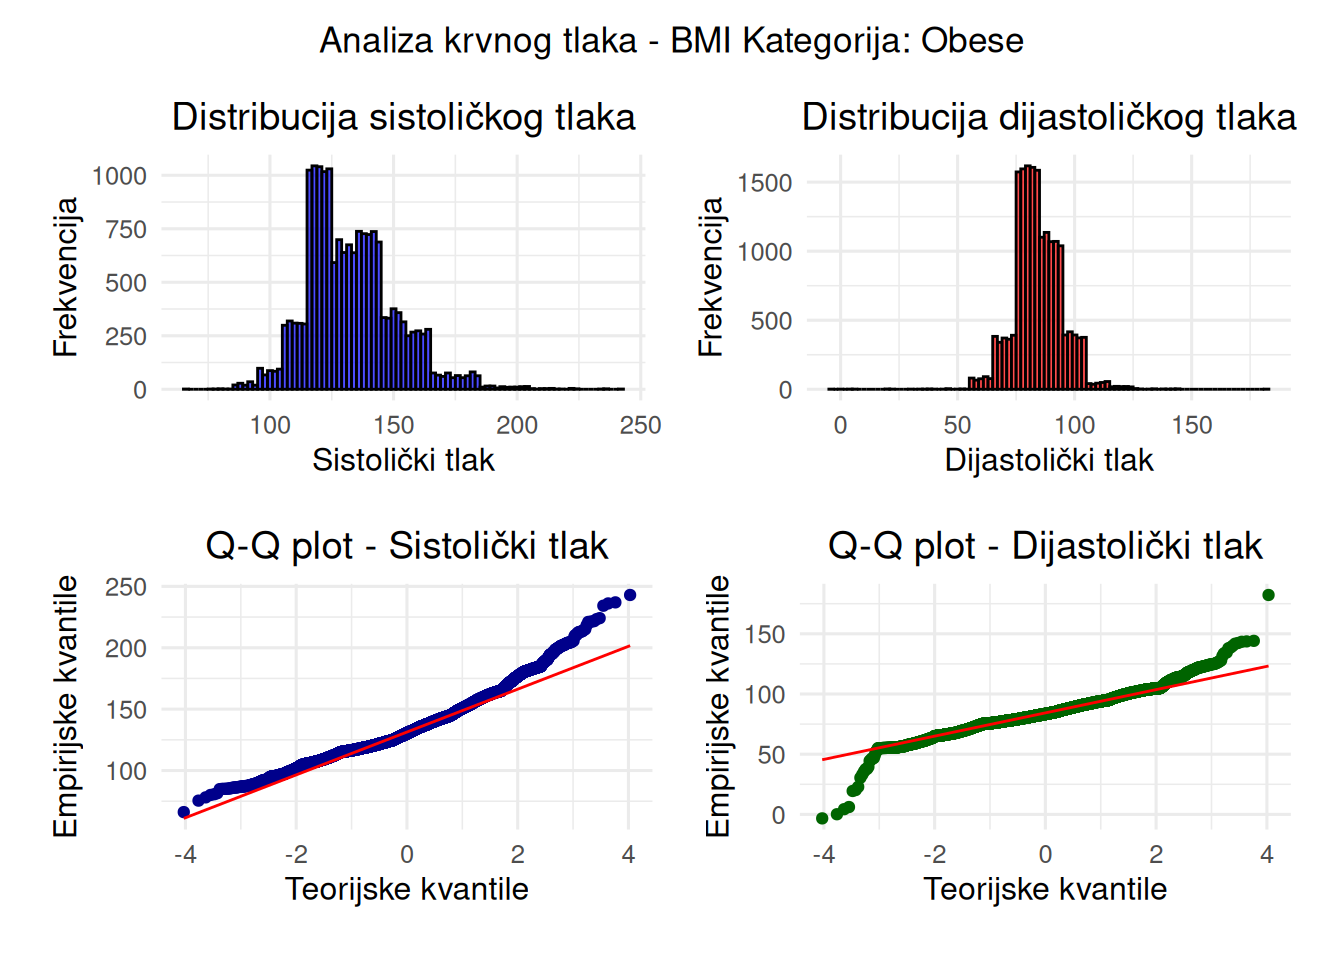 Analiza krvnog tlaka - BMI Kategorija: Obese
Distribucija sistoličkog tlaka
Frekvencija
1000
750
500
250
0
100 150 200 250
Sistolički tlak
Distribucija dijastoličkog tlaka
Frekvencija
1500
1000
500
0
0 50 100 150
Dijastolički tlak
Q-Q plot - Sistolički tlak
Empirijske kvantile
250
200
150
100
-4 -2 0 2 4
Teorijske kvantile
Q-Q plot - Dijastolički tlak
Empirijske kvantile
150
100
50
0
-4 -2 0 2 4
Teorijske kvantile